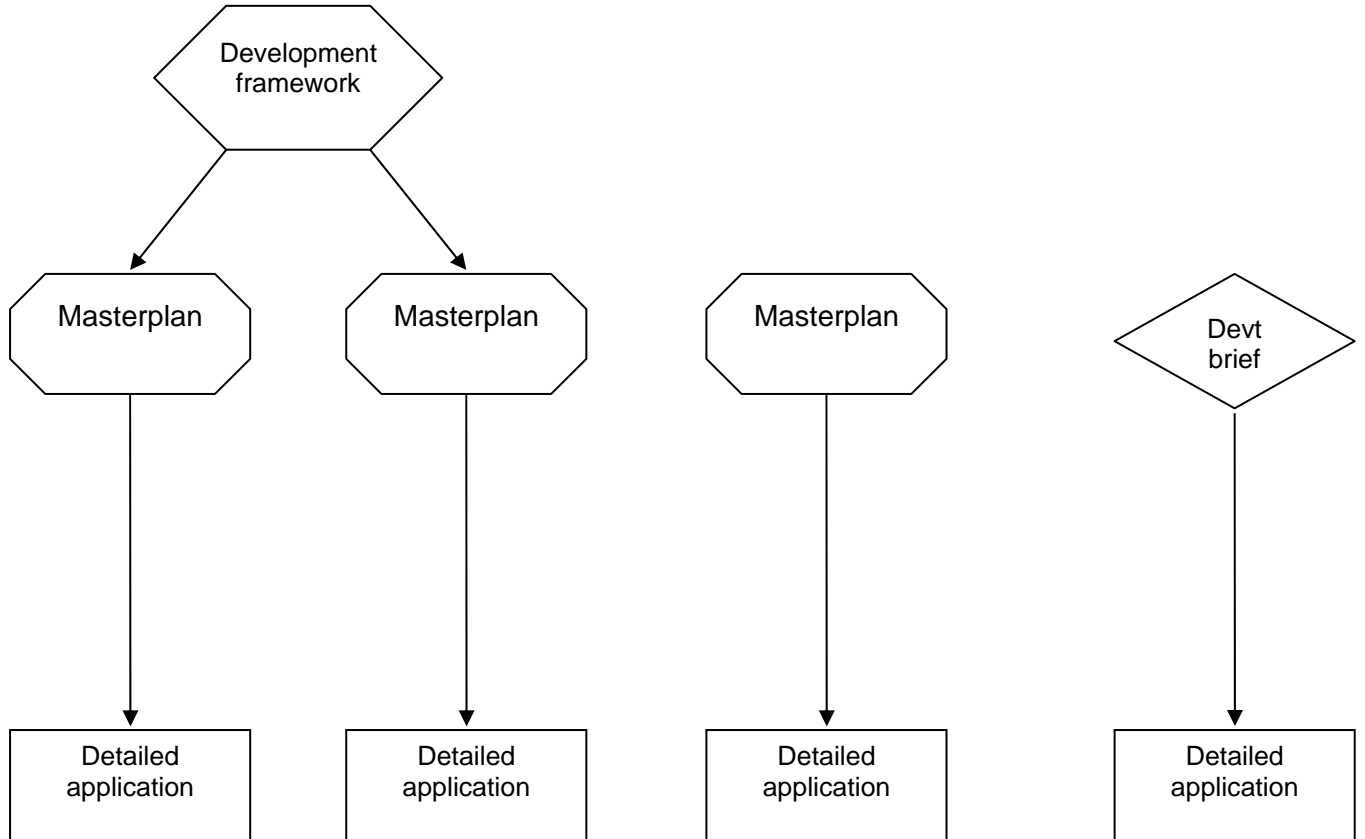 Development
framework
Masterplan
Masterplan
Masterplan
Devt
brief
Detailed
application
Detailed
application
Detailed
application
Detailed
application